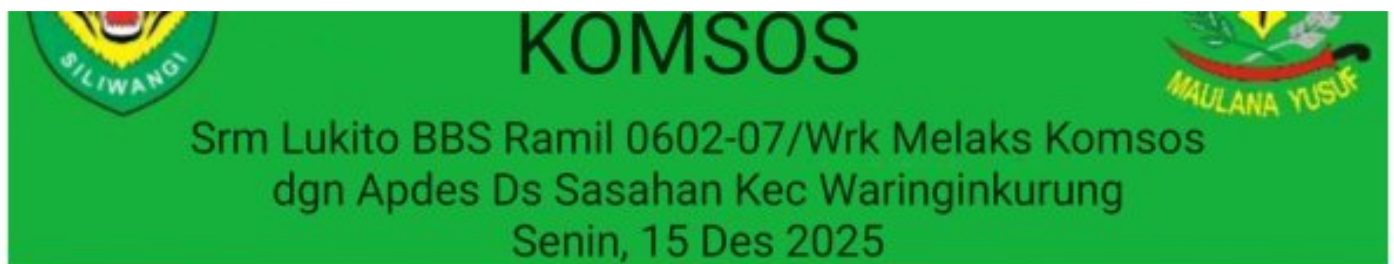 KOMSOS
SILIWANGI
MAULANA YUSUF
Srm Lukito BBS Ramil 0602-07/Wrk Melaks Komsos
dgn Apdes Ds Sasahan Kec Waringinkurung
Senin, 15 Des 2025